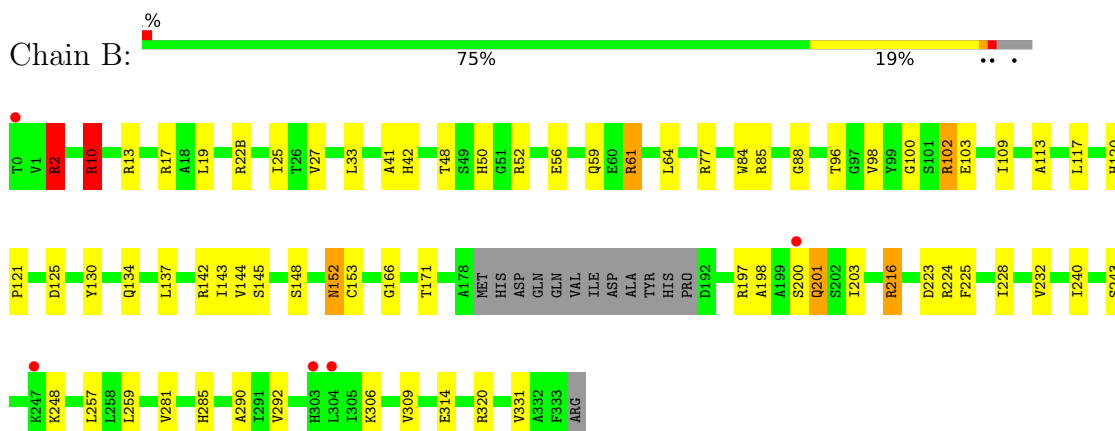 %
Chain B:
75% 19%
T0 V1 R2 R10 R13 R17 A18 L19 R22B I25 T26 V27 L33 A41 H42 T48 S49 H50 G51 R52 E56 Q59 E60 R61 L64 R77 W84 R85 G88 T96 G97 V98 Y99 G100 S101 R102 E103 I109 A113 L117 H120
P121 D125 Y130 Q134 L137 R142 I143 V144 S145 S148 N152 C153 G166 T171 A178 MET HIS ASP GLN GLN VAL ILE ASP ALA TYR HIS PRO D192 R197 A198 A199 S200 Q201 S202 I203 R216 D223 R224 F225 I228 V232 I240 S243
K247 K248 L257 L258 L259 V281 H285 A290 I291 V292 H303 L304 I305 K306 V309 E314 R320 V331 A332 F333 ARG